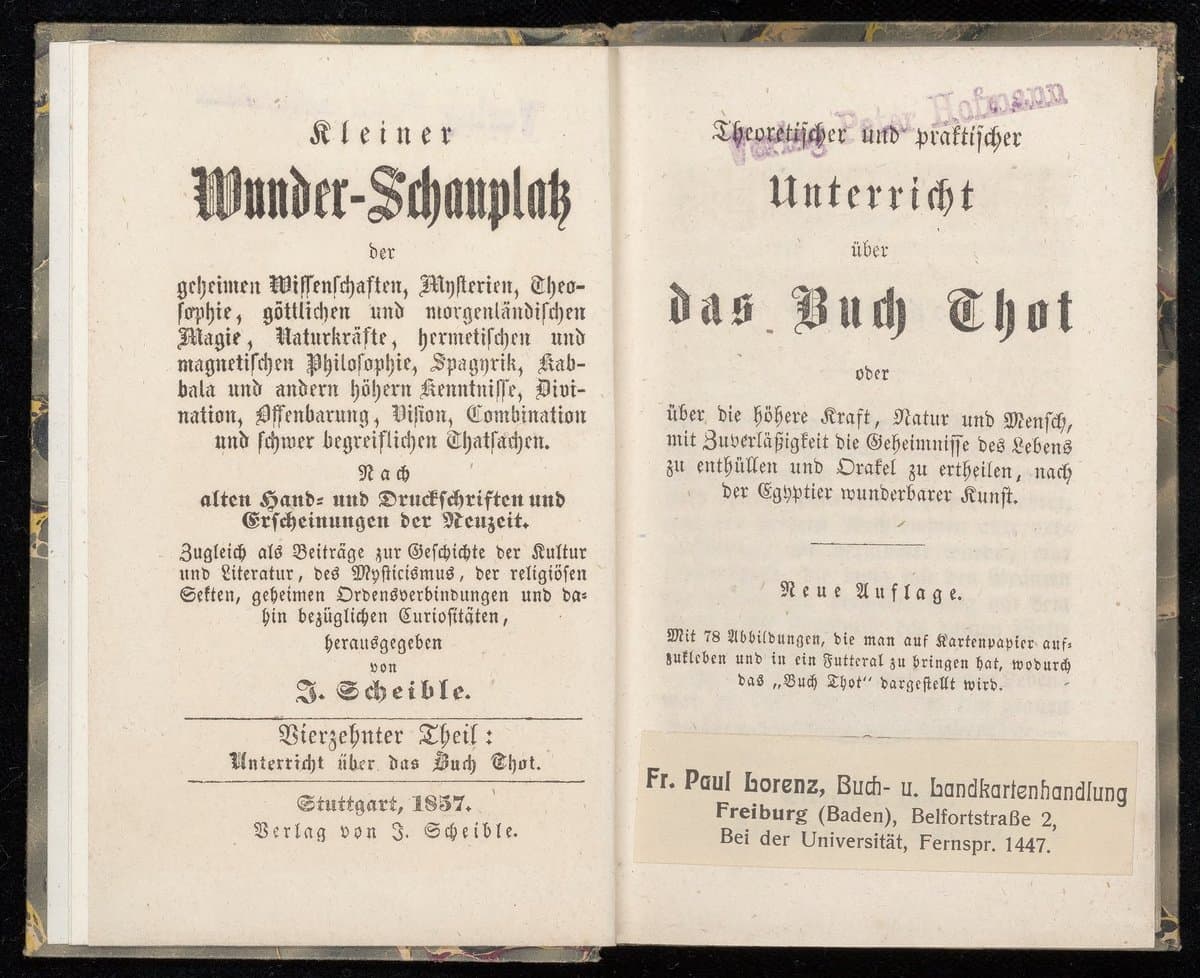 Kleiner
Wunder-Schauplatz
der
geheimen Wissenschaften, Mysterien, Theo-
sophie, göttlichen und morgenländischen
Magie, Naturkräfte, hermetischen und
magnetischen Philosophie, Spagyrik, Kab-
bala und andern höhern Kenntnisse, Divi-
nation, Offenbarung, Vision, Combination
und schwer begreiflichen Thatsachen.
Nach
alten Hand- und Druckschriften und
Erscheinungen der Neuzeit.
Zugleich als Beiträge zur Geschichte der Kultur
und Literatur, des Mysticismus, der religiösen
Sekten, geheimen Ordensverbindungen und da-
hin bezüglichen Curiositäten,
herausgegeben
von
J. Scheible.
Vierzehnter Theil:
Unterricht über das Buch Thot.
Stuttgart, 1857.
Verlag von J. Scheible.
Verlag Peter Hofmann
Theoretischer und praktischer
Unterricht
über
das Buch Thot
oder
über die höhere Kraft, Natur und Mensch,
mit Zuverläßigkeit die Geheimnisse des Lebens
zu enthüllen und Orakel zu ertheilen, nach
der Egyptier wunderbarer Kunst.
Neue Auflage.
Mit 78 Abbildungen, die man auf Kartenpapier auf-
zukleben und in ein Futteral zu bringen hat, wodurch
das „Buch Thot" dargestellt wird.
Fr. Paul Lorenz, Buch- u. Landkartenhandlung
Freiburg (Baden), Belfortstraße 2,
Bei der Universität, Fernspr. 1447.